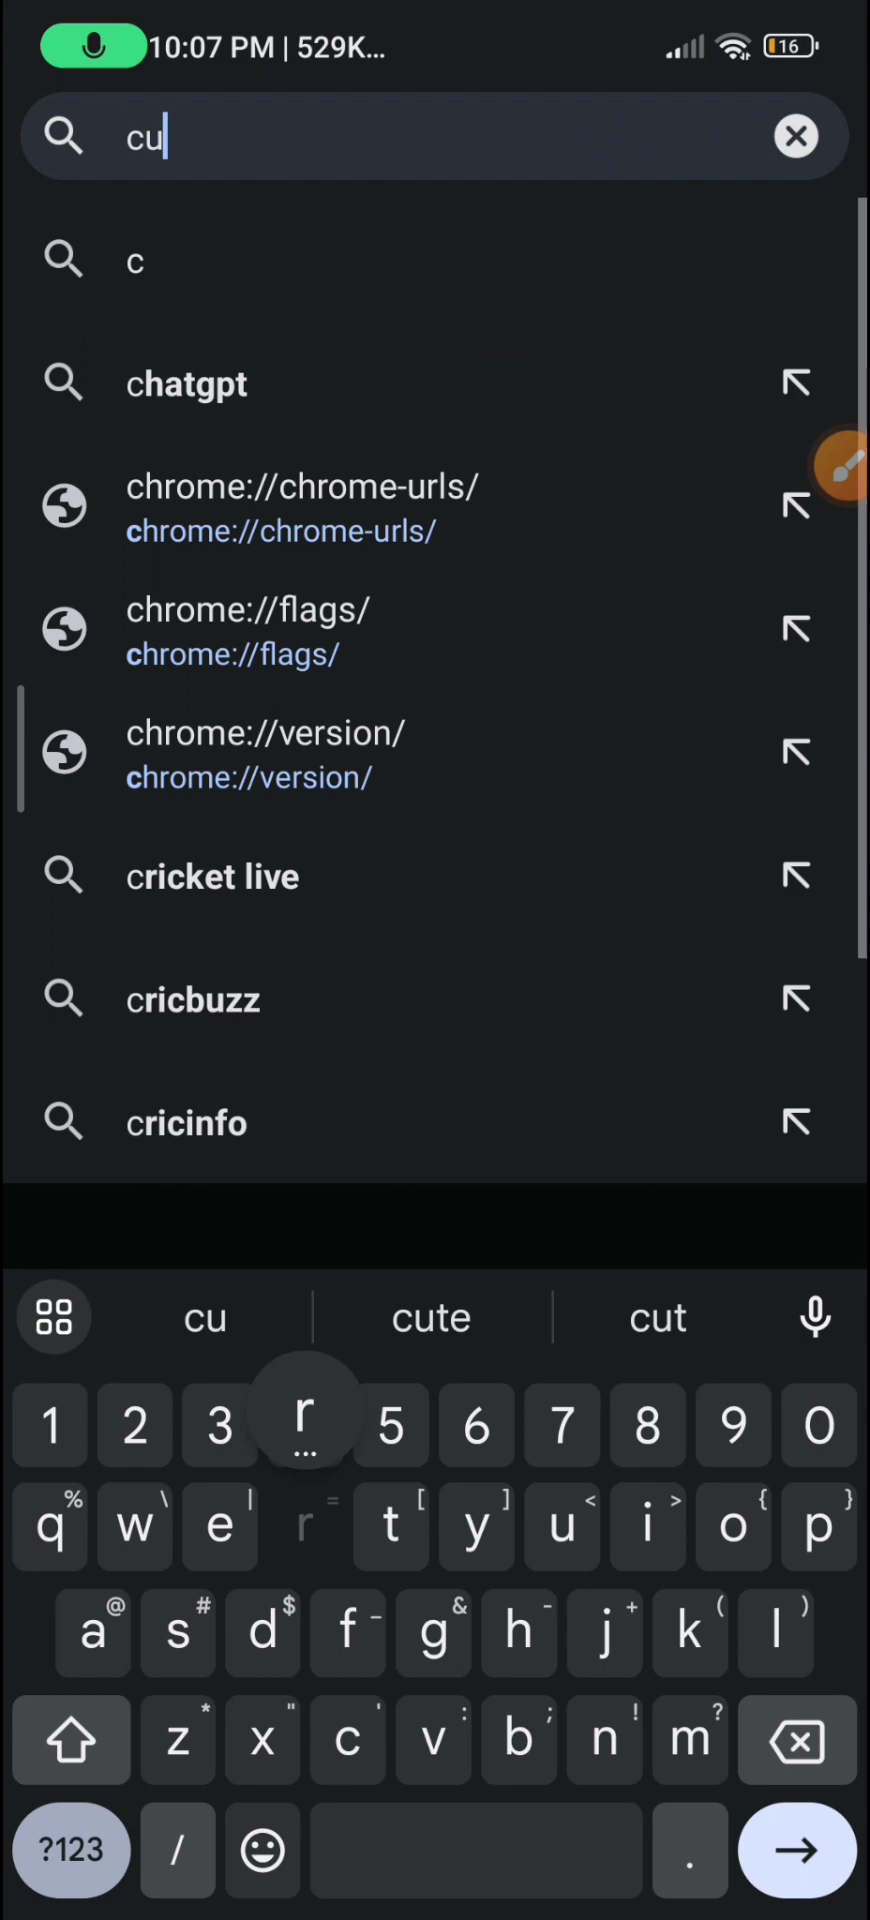 10:07 PM | 529K... 16
cu
c
chatgpt
chrome://chrome-urls/
chrome://chrome-urls/
chrome://flags/
chrome://flags/
chrome://version/
chrome://version/
cricket live
cricbuzz
cricinfo
cu cute cut
1 2 3 r 5 6 7 8 9 0
...
% \ | = [ ] < > { }
q w e r t y u i o p
@ # $ _ & - + ( )
a s d f g h j k l
* " ' : ; ! ?
z x c v b n m
?123 / .